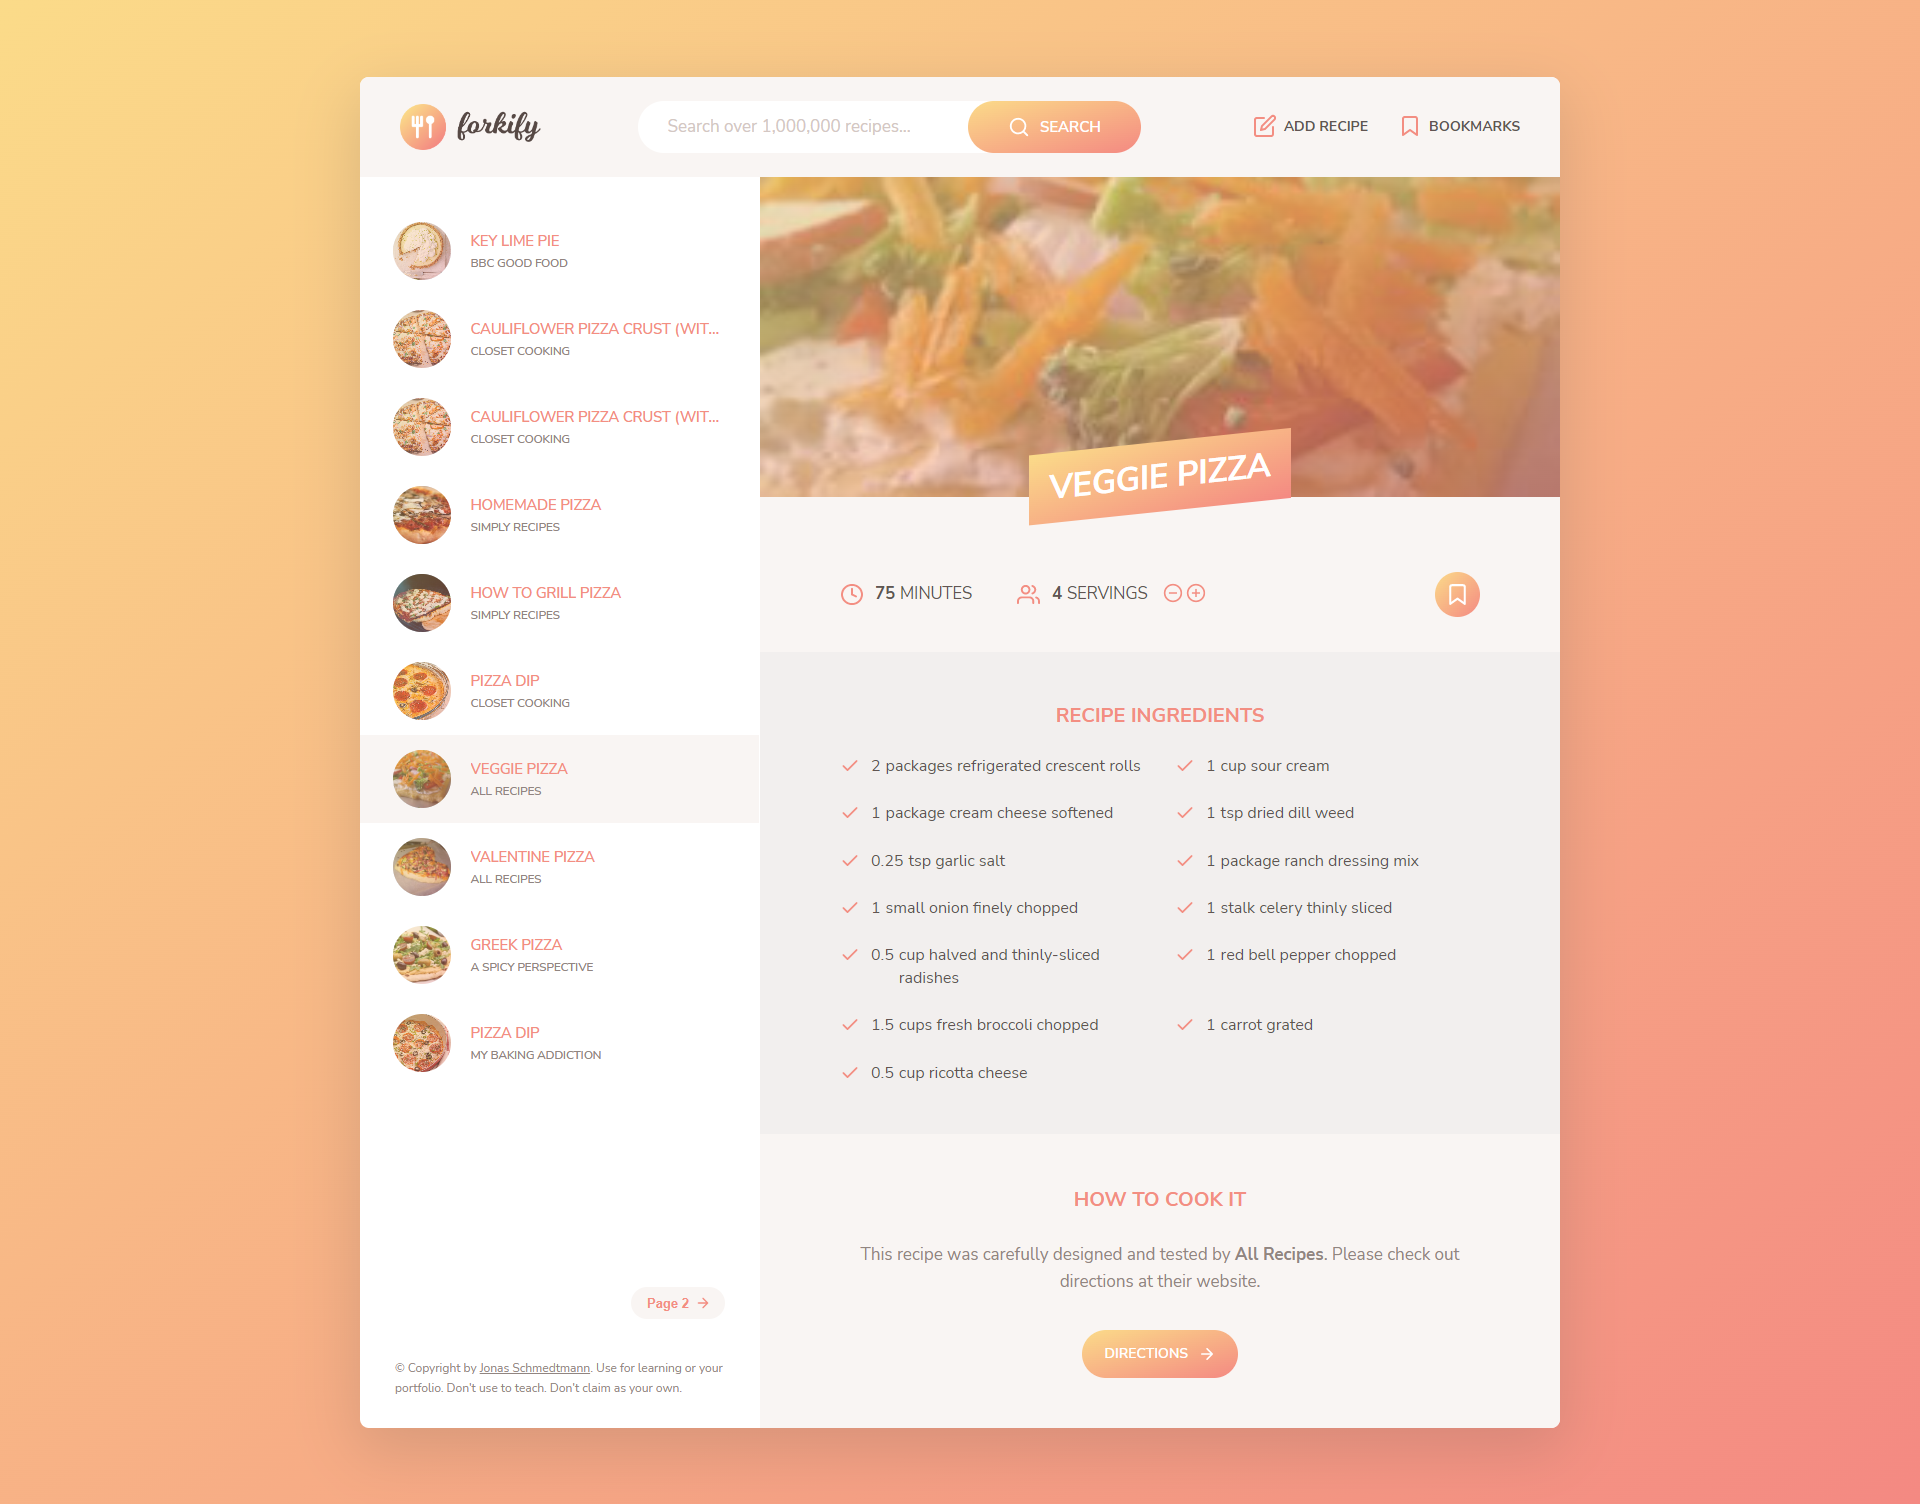 forkify
Search over 1,000,000 recipes...
SEARCH
ADD RECIPE
BOOKMARKS
KEY LIME PIE
BBC GOOD FOOD
CAULIFLOWER PIZZA CRUST (WIT...
CLOSET COOKING
CAULIFLOWER PIZZA CRUST (WIT...
CLOSET COOKING
HOMEMADE PIZZA
SIMPLY RECIPES
HOW TO GRILL PIZZA
SIMPLY RECIPES
PIZZA DIP
CLOSET COOKING
VEGGIE PIZZA
ALL RECIPES
VALENTINE PIZZA
ALL RECIPES
GREEK PIZZA
A SPICY PERSPECTIVE
PIZZA DIP
MY BAKING ADDICTION
Page 2
© Copyright by Jonas Schmedtmann. Use for learning or your
portfolio. Don't use to teach. Don't claim as your own.
VEGGIE PIZZA
75 MINUTES
4 SERVINGS
RECIPE INGREDIENTS
2 packages refrigerated crescent rolls
1 cup sour cream
1 package cream cheese softened
1 tsp dried dill weed
0.25 tsp garlic salt
1 package ranch dressing mix
1 small onion finely chopped
1 stalk celery thinly sliced
0.5 cup halved and thinly-sliced
radishes
1 red bell pepper chopped
1.5 cups fresh broccoli chopped
1 carrot grated
0.5 cup ricotta cheese
HOW TO COOK IT
This recipe was carefully designed and tested by All Recipes. Please check out
directions at their website.
DIRECTIONS